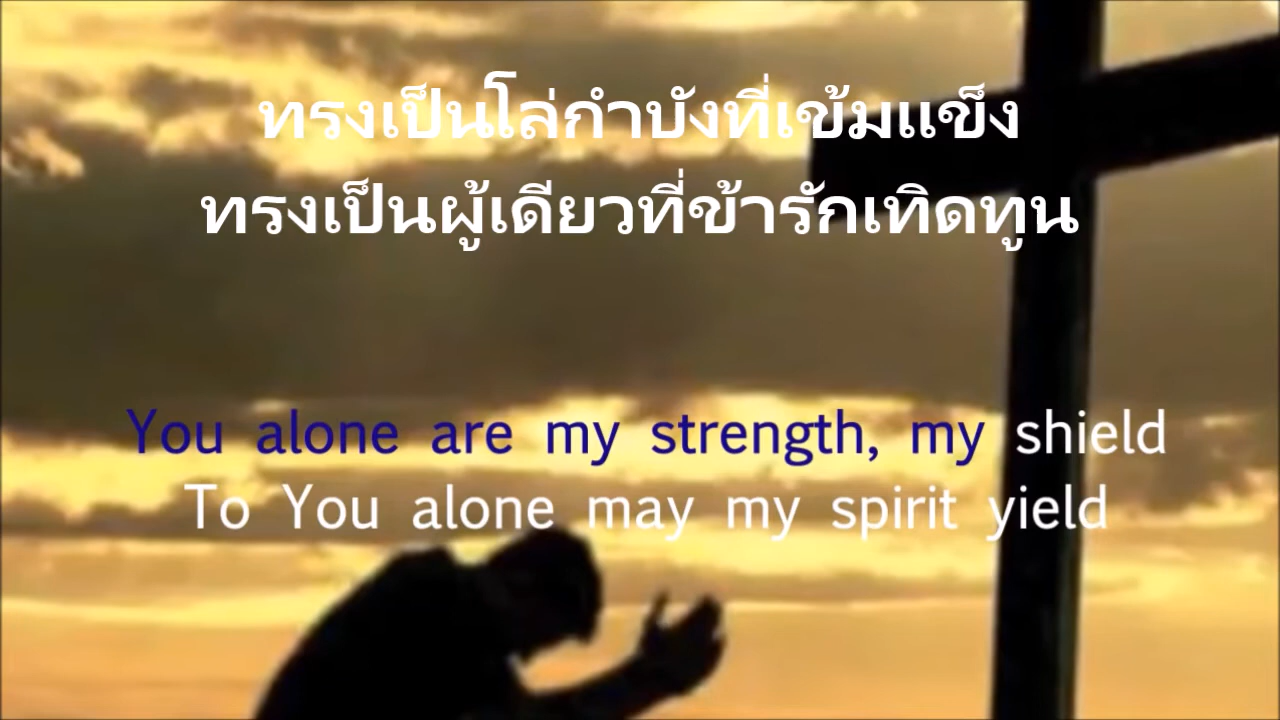 ทรงเป็นโล่กำบังที่เข้มแข็ง
ทรงเป็นผู้เดียวที่ข้ารักเทิดทูน
You alone are my strength, my shield
To You alone may my spirit yield